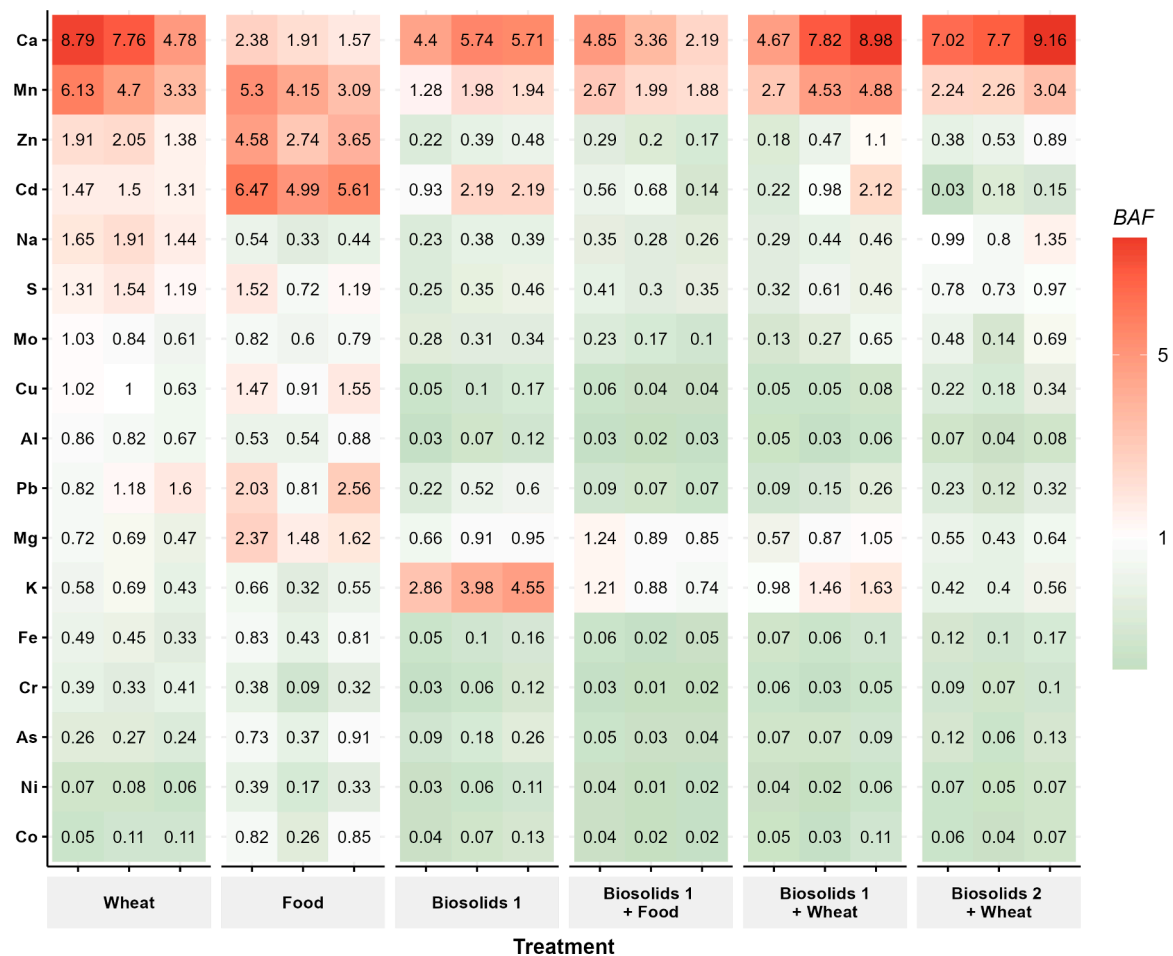 Ca 8.79 7.76 4.78 2.38 1.91 1.57 4.4 5.74 5.71 4.85 3.36 2.19 4.67 7.82 8.98 7.02 7.7 9.16
Mn 6.13 4.7 3.33 5.3 4.15 3.09 1.28 1.98 1.94 2.67 1.99 1.88 2.7 4.53 4.88 2.24 2.26 3.04
Zn 1.91 2.05 1.38 4.58 2.74 3.65 0.22 0.39 0.48 0.29 0.2 0.17 0.18 0.47 1.1 0.38 0.53 0.89
Cd 1.47 1.5 1.31 6.47 4.99 5.61 0.93 2.19 2.19 0.56 0.68 0.14 0.22 0.98 2.12 0.03 0.18 0.15
BAF
Na 1.65 1.91 1.44 0.54 0.33 0.44 0.23 0.38 0.39 0.35 0.28 0.26 0.29 0.44 0.46 0.99 0.8 1.35
S 1.31 1.54 1.19 1.52 0.72 1.19 0.25 0.35 0.46 0.41 0.3 0.35 0.32 0.61 0.46 0.78 0.73 0.97
Mo 1.03 0.84 0.61 0.82 0.6 0.79 0.28 0.31 0.34 0.23 0.17 0.1 0.13 0.27 0.65 0.48 0.14 0.69
5
Cu 1.02 1 0.63 1.47 0.91 1.55 0.05 0.1 0.17 0.06 0.04 0.04 0.05 0.05 0.08 0.22 0.18 0.34
Al 0.86 0.82 0.67 0.53 0.54 0.88 0.03 0.07 0.12 0.03 0.02 0.03 0.05 0.03 0.06 0.07 0.04 0.08
Pb 0.82 1.18 1.6 2.03 0.81 2.56 0.22 0.52 0.6 0.09 0.07 0.07 0.09 0.15 0.26 0.23 0.12 0.32
Mg 0.72 0.69 0.47 2.37 1.48 1.62 0.66 0.91 0.95 1.24 0.89 0.85 0.57 0.87 1.05 0.55 0.43 0.64
1
K 0.58 0.69 0.43 0.66 0.32 0.55 2.86 3.98 4.55 1.21 0.88 0.74 0.98 1.46 1.63 0.42 0.4 0.56
Fe 0.49 0.45 0.33 0.83 0.43 0.81 0.05 0.1 0.16 0.06 0.02 0.05 0.07 0.06 0.1 0.12 0.1 0.17
Cr 0.39 0.33 0.41 0.38 0.09 0.32 0.03 0.06 0.12 0.03 0.01 0.02 0.06 0.03 0.05 0.09 0.07 0.1
As 0.26 0.27 0.24 0.73 0.37 0.91 0.09 0.18 0.26 0.05 0.03 0.04 0.07 0.07 0.09 0.12 0.06 0.13
Ni 0.07 0.08 0.06 0.39 0.17 0.33 0.03 0.06 0.11 0.04 0.01 0.02 0.04 0.02 0.06 0.07 0.05 0.07
Co 0.05 0.11 0.11 0.82 0.26 0.85 0.04 0.07 0.13 0.04 0.02 0.02 0.05 0.03 0.11 0.06 0.04 0.07
Wheat
Food
Biosolids 1
Biosolids 1
+ Food
Biosolids 1
+ Wheat
Biosolids 2
+ Wheat
Treatment